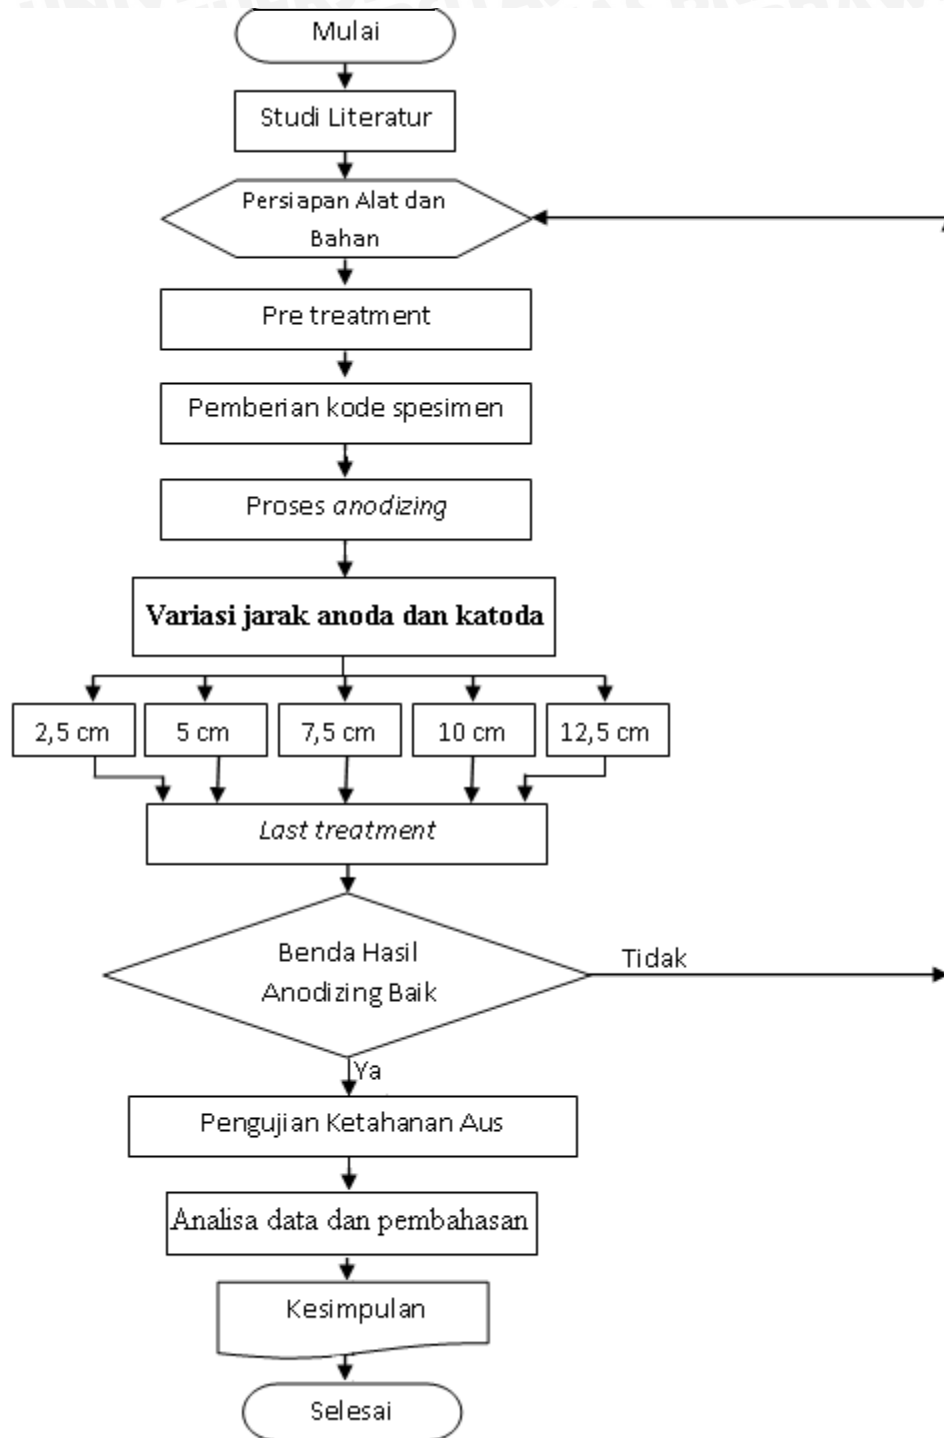 Mulai
Studi Literatur
Persiapan Alat dan
Bahan
Pre treatment
Pemberian kode spesimen
Proses anodizing
Variasi jarak anoda dan katoda
2,5 cm
5 cm
7,5 cm
10 cm
12,5 cm
Last treatment
Benda Hasil
Anodizing Baik
Tidak
Ya
Pengujian Ketahanan Aus
Analisa data dan pembahasan
Kesimpulan
Selesai